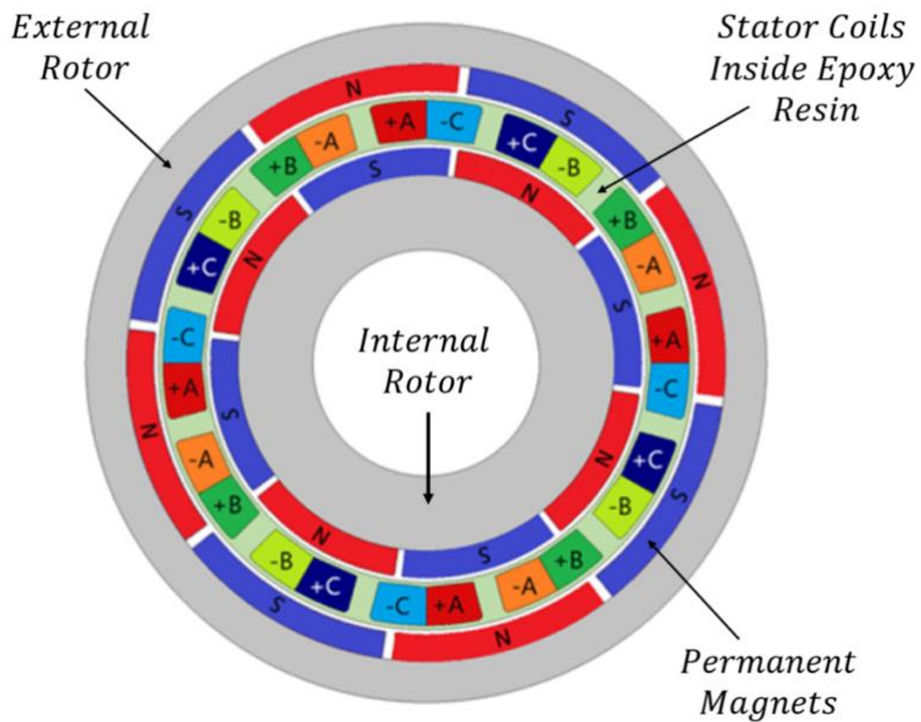 External
Rotor
Stator Coils
Inside Epoxy
Resin
N
S
N
S
N
S
N
S
+A
-C
+C
-B
+B
-A
+A
-C
+C
-B
+B
-A
+A
-C
+C
-B
+B
-A
+A
-C
+C
-B
+B
-A
S
N
S
N
S
N
S
N
Internal
Rotor
Permanent
Magnets